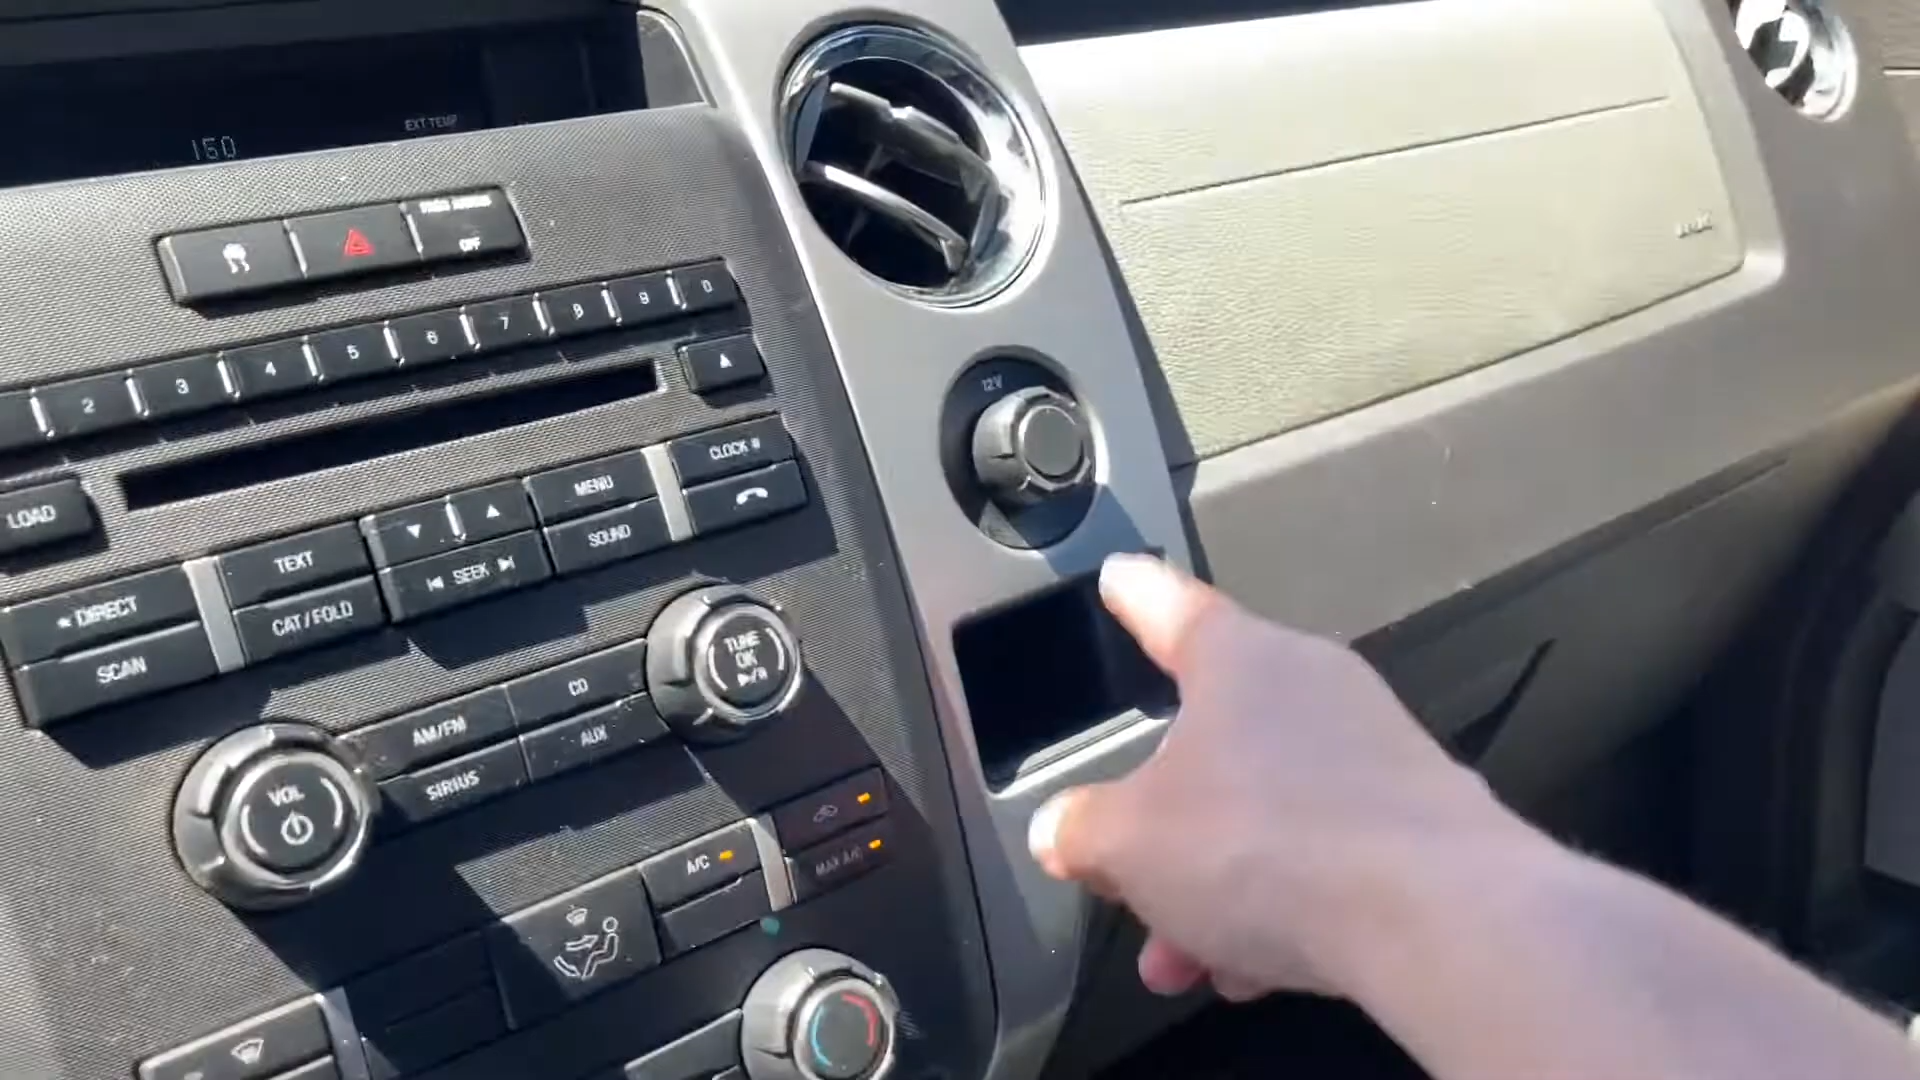 EXT TEMP
150
OFF
2 3 4 5 6 7 8 9 0
12V
LOAD
CLOCK
MENU
SOUND
TEXT
SEEK
DIRECT
CAT/FOLD
SCAN
TUNE
OK
CD
AM/FM
AUX
SIRIUS
VOL
A/C
MAX A/C